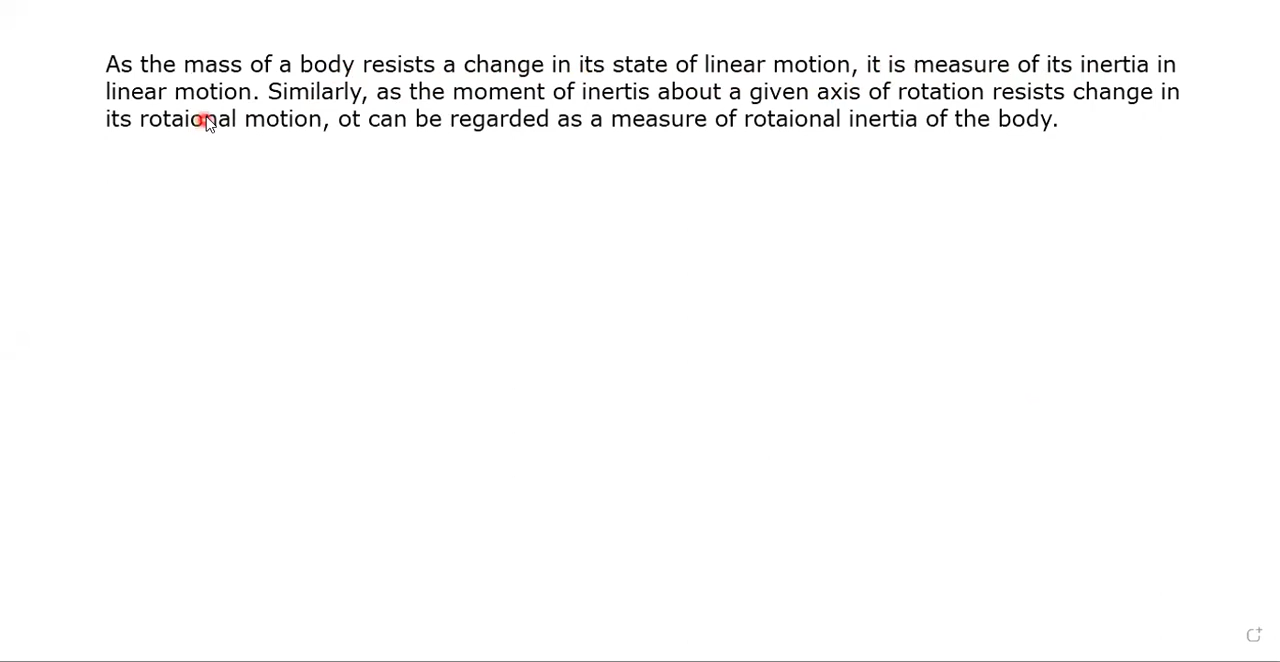 As the mass of a body resists a change in its state of linear motion, it is measure of its inertia in
linear motion. Similarly, as the moment of inertis about a given axis of rotation resists change in
its rotaional motion, ot can be regarded as a measure of rotaional inertia of the body.